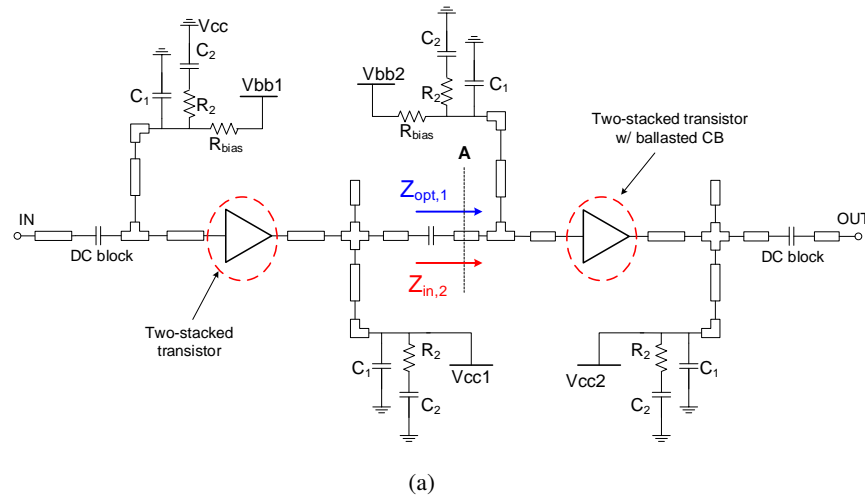 Vcc
C2
C1
R2
Vbb1
Rbias
C2
Vbb2
R2
C1
Rbias
Two-stacked transistor
w/ ballasted CB
A
Zopt,1
IN
OUT
DC block
DC block
Zin,2
Two-stacked
transistor
C1
R2
Vcc1
C2
Vcc2
R2
C1
C2
(a)